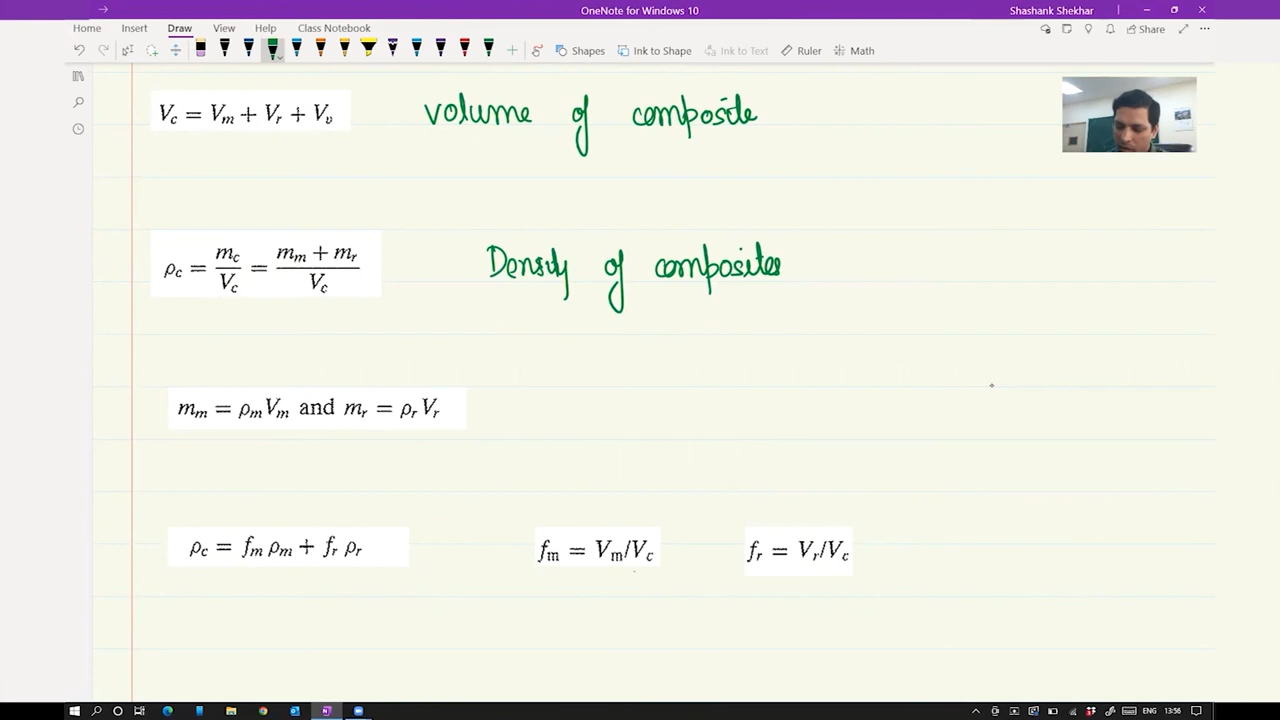 OneNote for Windows 10
Shashank Shekhar
Home Insert Draw View Help Class Notebook
Shapes Ink to Shape Ink to Text Ruler Math
Share
V_c = V_m + V_r + V_v volume of composite
ρ_c = m_c/V_c = (m_m + m_r)/V_c Density of composites
m_m = ρ_m V_m and m_r = ρ_r V_r
ρ_c = f_m ρ_m + f_r ρ_r f_m = V_m/V_c f_r = V_r/V_c
ENG 13:56